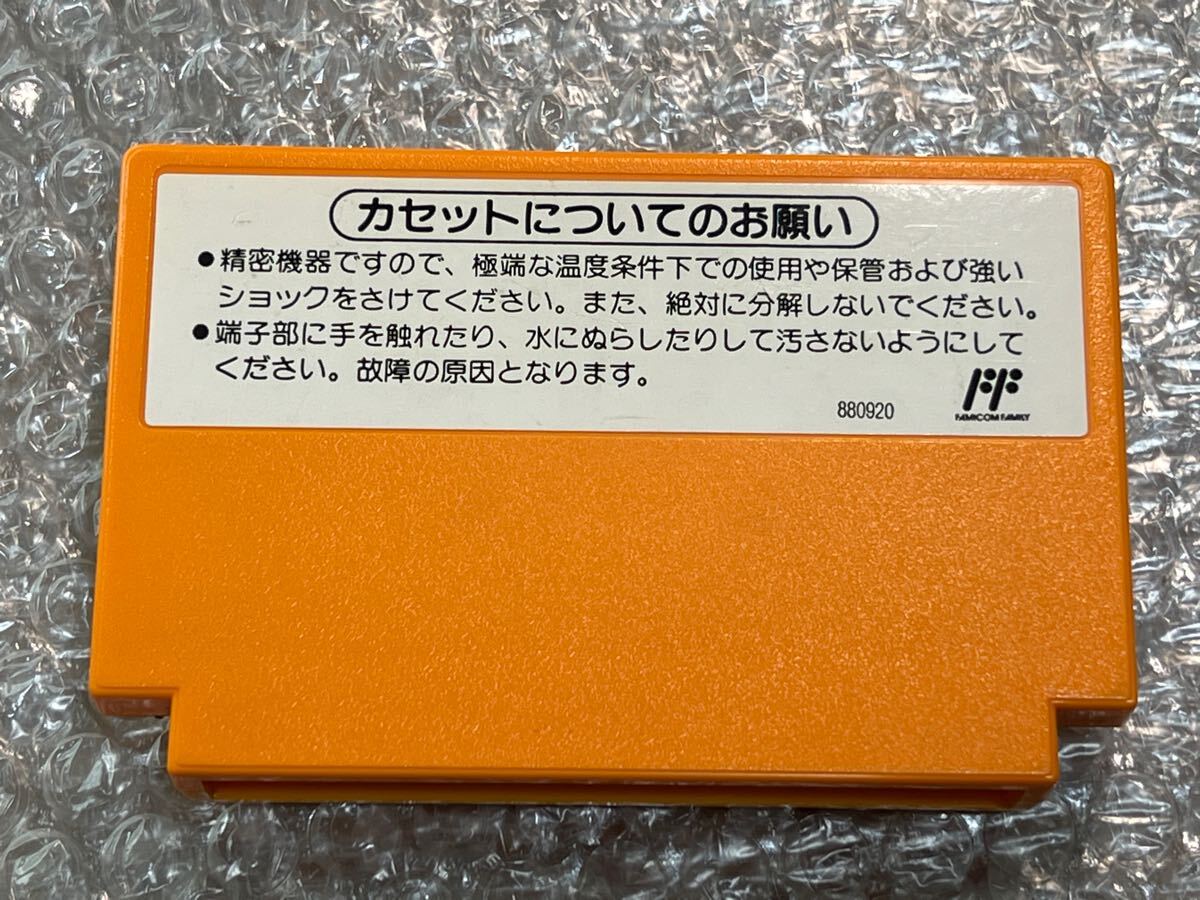 カセットについてのお願い
●精密機器ですので、極端な温度条件下での使用や保管および強い
ショックをさけてください。また、絶対に分解しないでください。
●端子部に手を触れたり、水にぬらしたりして汚さないようにして
ください。故障の原因となります。
880920
FF
FAMICOM FAMILY